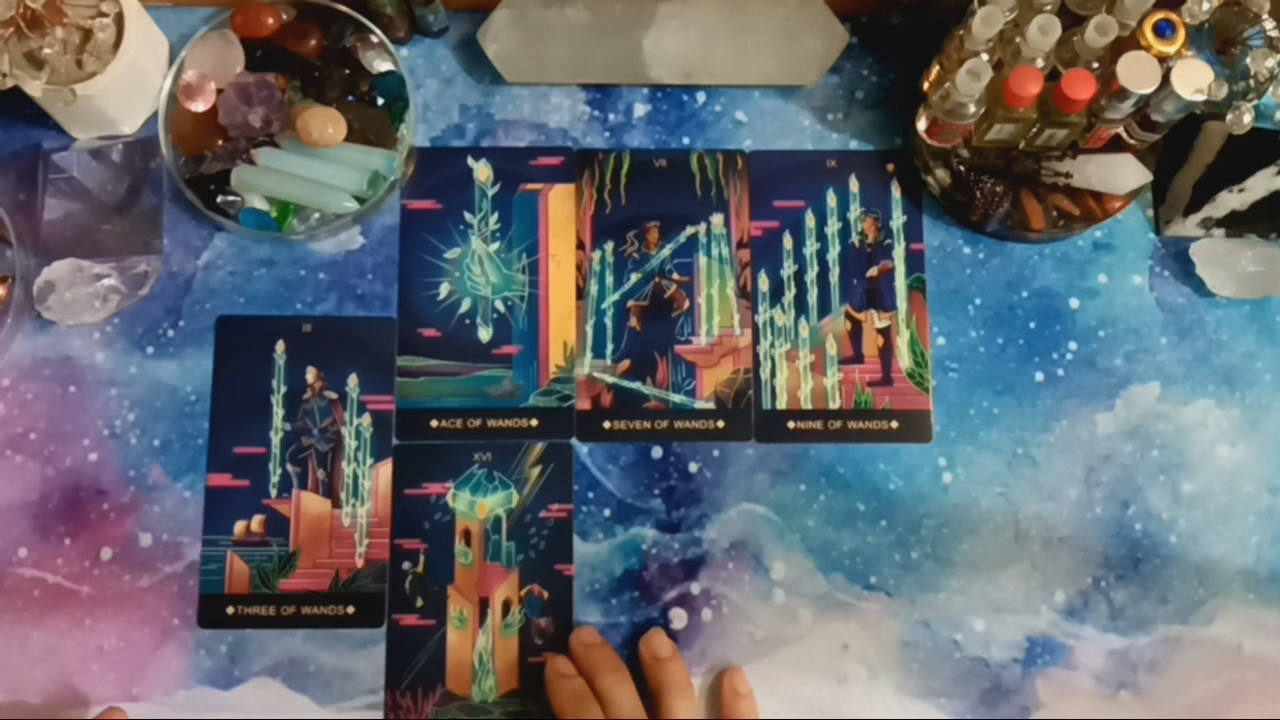 VII
IX
◆ACE OF WANDS◆
◆SEVEN OF WANDS◆
◆NINE OF WANDS◆
III
XVI
◆THREE OF WANDS◆